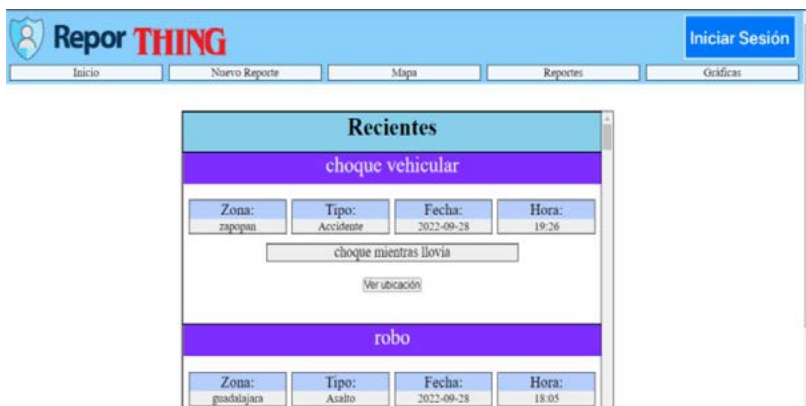 Repor THING
Iniciar Sesión
Inicio Nuevo Reporte Mapa Reportes Gráficas
Recientes
choque vehicular
Zona: Tipo: Fecha: Hora:
zapopan Accidente 2022-09-28 19:26
choque mientras llovia
Ver ubicación
robo
Zona: Tipo: Fecha: Hora:
guadalajara Asalto 2022-09-28 18:05